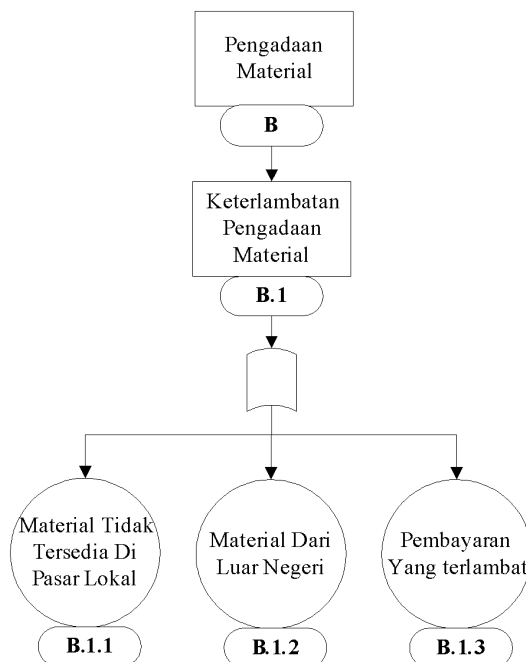 Pengadaan
Material
B
Keterlambatan
Pengadaan
Material
B.1
Material Tidak
Tersedia Di
Pasar Lokal
B.1.1
Material Dari
Luar Negeri
B.1.2
Pembayaran
Yang terlambat
B.1.3